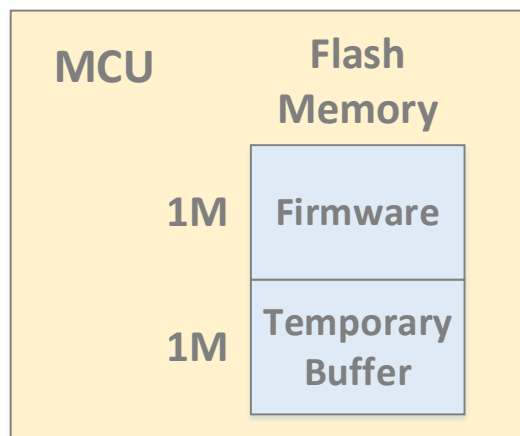 MCU
Flash
Memory
1M
Firmware
1M
Temporary
Buffer